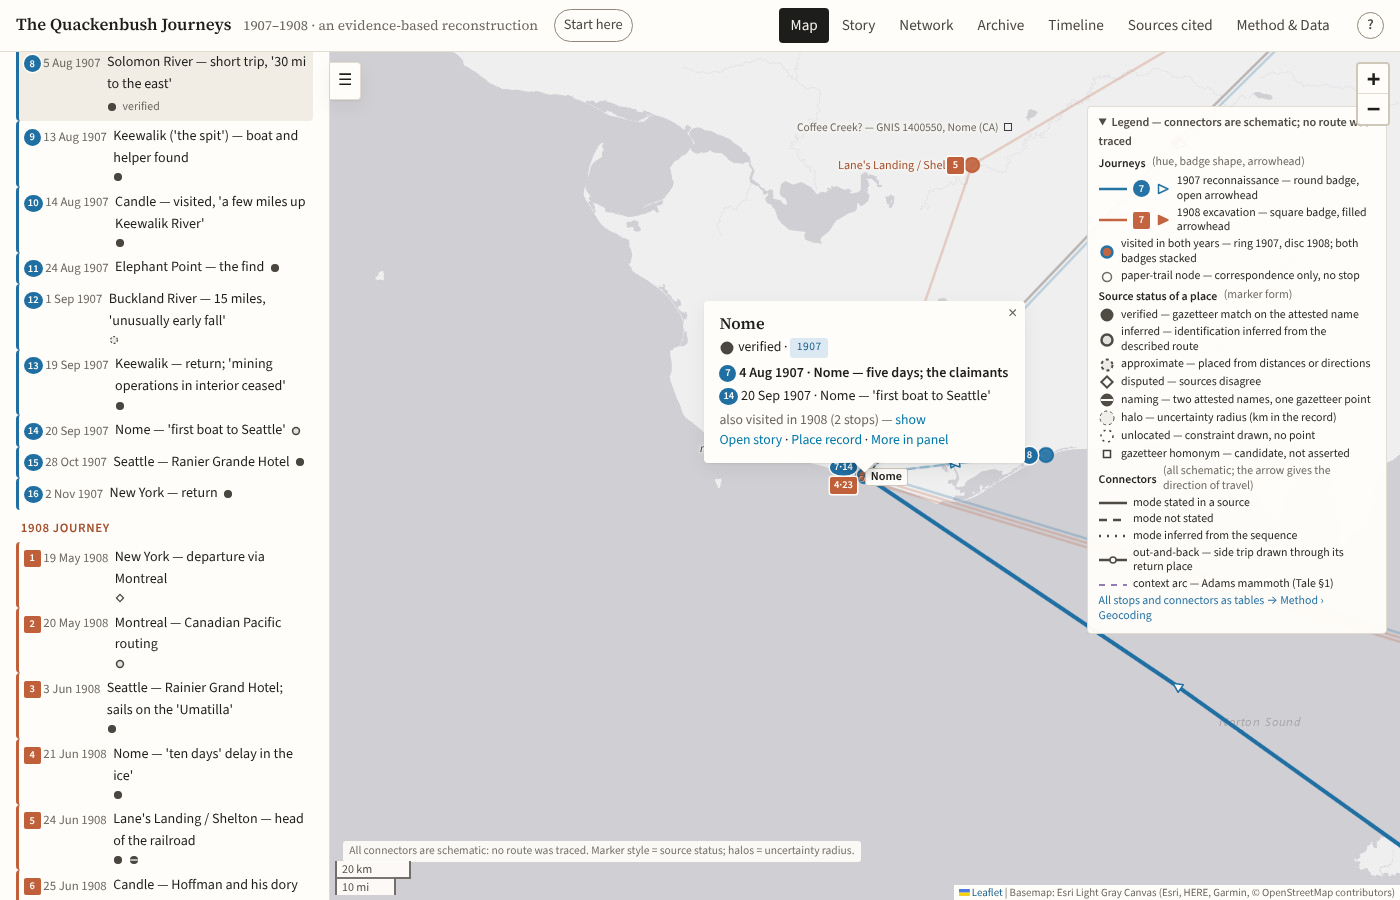 The Quackenbush Journeys 1907–1908 · an evidence-based reconstruction Start here Map Story Network Archive Timeline Sources cited Method & Data ?
8 5 Aug 1907 Solomon River — short trip, '30 mi
to the east'
verified
9 13 Aug 1907 Keewalik ('the spit') — boat and
helper found
10 14 Aug 1907 Candle — visited, 'a few miles up
Keewalik River'
11 24 Aug 1907 Elephant Point — the find
12 1 Sep 1907 Buckland River — 15 miles,
'unusually early fall'
13 19 Sep 1907 Keewalik — return; 'mining
operations in interior ceased'
14 20 Sep 1907 Nome — 'first boat to Seattle'
15 28 Oct 1907 Seattle — Ranier Grande Hotel
16 2 Nov 1907 New York — return
1908 JOURNEY
1 19 May 1908 New York — departure via
Montreal
2 20 May 1908 Montreal — Canadian Pacific
routing
3 3 Jun 1908 Seattle — Rainier Grand Hotel;
sails on the 'Umatilla'
4 21 Jun 1908 Nome — 'ten days' delay in the
ice'
5 24 Jun 1908 Lane's Landing / Shelton — head
of the railroad
6 25 Jun 1908 Candle — Hoffman and his dory
☰
Coffee Creek? — GNIS 1400550, Nome (CA)
Lane's Landing / Shel 5
Nome
×
verified · 1907
7 4 Aug 1907 · Nome — five days; the claimants
14 20 Sep 1907 · Nome — 'first boat to Seattle'
also visited in 1908 (2 stops) — show
Open story · Place record · More in panel
8
7·14
4·23
Nome
Norton Sound
+
−
▼ Legend — connectors are schematic; no route w
traced
Journeys (hue, badge shape, arrowhead)
7 1907 reconnaissance — round badge,
open arrowhead
7 1908 excavation — square badge, filled
arrowhead
visited in both years — ring 1907, disc 1908; both
badges stacked
paper-trail node — correspondence only, no stop
Source status of a place (marker form)
verified — gazetteer match on the attested name
inferred — identification inferred from the
described route
approximate — placed from distances or directions
disputed — sources disagree
naming — two attested names, one gazetteer point
halo — uncertainty radius (km in the record)
unlocated — constraint drawn, no point
gazetteer homonym — candidate, not asserted
Connectors (all schematic; the arrow gives the
direction of travel)
mode stated in a source
mode not stated
mode inferred from the sequence
out-and-back — side trip drawn through its
return place
context arc — Adams mammoth (Tale §1)
All stops and connectors as tables → Method ›
Geocoding
All connectors are schematic: no route was traced. Marker style = source status; halos = uncertainty radius.
20 km
10 mi
Leaflet | Basemap: Esri Light Gray Canvas (Esri, HERE, Garmin, © OpenStreetMap contributors)